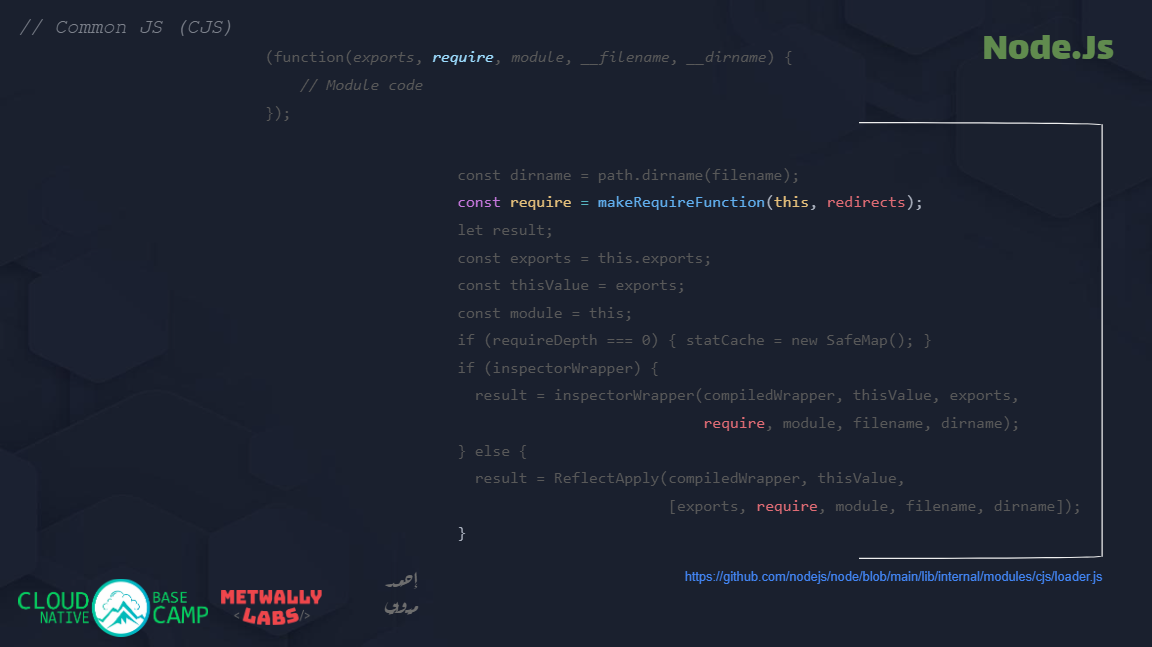 // Common JS (CJS)
Node.Js
(function(exports, require, module, __filename, __dirname) {
// Module code
});
const dirname = path.dirname(filename);
const require = makeRequireFunction(this, redirects);
let result;
const exports = this.exports;
const thisValue = exports;
const module = this;
if (requireDepth === 0) { statCache = new SafeMap(); }
if (inspectorWrapper) {
result = inspectorWrapper(compiledWrapper, thisValue, exports,
require, module, filename, dirname);
} else {
result = ReflectApply(compiledWrapper, thisValue,
[exports, require, module, filename, dirname]);
}
https://github.com/nodejs/node/blob/main/lib/internal/modules/cjs/loader.js
CLOUD NATIVE
BASE CAMP
METWALLY
<LABS/>
أحمد